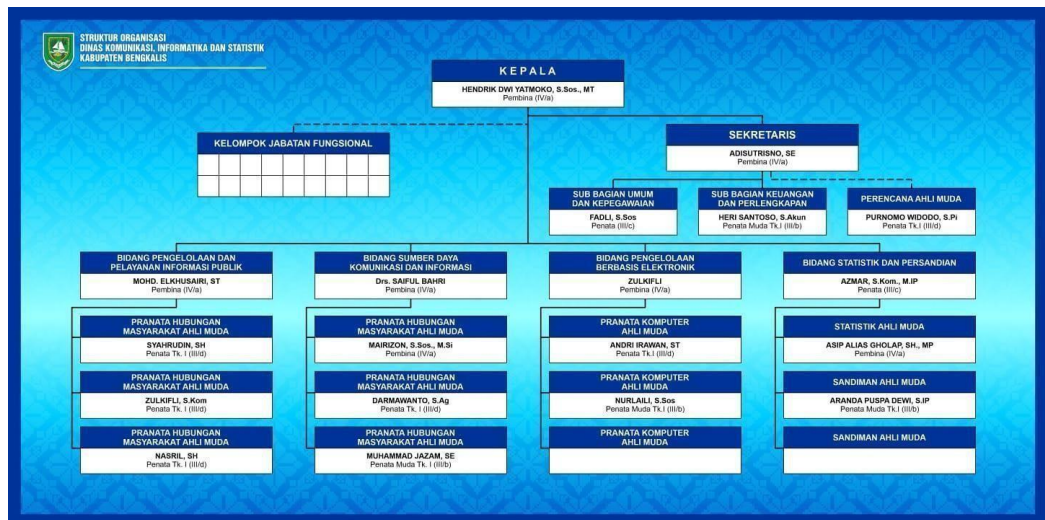 STRUKTUR ORGANISASI
DINAS KOMUNIKASI, INFORMATIKA DAN STATISTIK
KABUPATEN BENGKALIS
KEPALA
HENDRIK DWI YATMOKO, S.Sos., MT
Pembina (IV/a)
KELOMPOK JABATAN FUNGSIONAL
SEKRETARIS
ADISUTRISNO, SE
Pembina (IV/a)
SUB BAGIAN UMUM
DAN KEPEGAWAIAN
FADLI, S.Sos
Penata (III/c)
SUB BAGIAN KEUANGAN
DAN PERLENGKAPAN
HERI SANTOSO, S.Akun
Penata Muda Tk.I (III/b)
PERENCANA AHLI MUDA
PURNOMO WIDODO, S.Pi
Penata Tk.I (III/d)
BIDANG PENGELOLAAN DAN
PELAYANAN INFORMASI PUBLIK
MOHD. ELKHUSAIRI, ST
Pembina (IV/a)
PRANATA HUBUNGAN
MASYARAKAT AHLI MUDA
SYAHRUDIN, SH
Penata Tk. I (III/d)
PRANATA HUBUNGAN
MASYARAKAT AHLI MUDA
ZULKIFLI, S.Kom
Penata Tk. I (III/d)
PRANATA HUBUNGAN
MASYARAKAT AHLI MUDA
NASRIL, SH
Penata Tk. I (III/d)
BIDANG SUMBER DAYA
KOMUNIKASI DAN INFORMASI
Drs. SAIFUL BAHRI
Pembina (IV/a)
PRANATA HUBUNGAN
MASYARAKAT AHLI MUDA
MAIRIZON, S.Sos., M.Si
Pembina (IV/a)
PRANATA HUBUNGAN
MASYARAKAT AHLI MUDA
DARMAWANTO, S.Ag
Penata Tk. I (III/d)
PRANATA HUBUNGAN
MASYARAKAT AHLI MUDA
MUHAMMAD JAZAM, SE
Penata Muda Tk. I (III/b)
BIDANG PENGELOLAAN
BERBASIS ELEKTRONIK
ZULKIFLI
Pembina (IV/a)
PRANATA KOMPUTER
AHLI MUDA
ANDRI IRAWAN, ST
Penata Tk.I (III/d)
PRANATA KOMPUTER
AHLI MUDA
NURLAILI, S.Sos
Penata Muda Tk.I (III/b)
PRANATA KOMPUTER
AHLI MUDA
BIDANG STATISTIK DAN PERSANDIAN
AZMAR, S.Kom., M.IP
Penata (III/c)
STATISTIK AHLI MUDA
ASIP ALIAS GHOLAP, SH., MP
Pembina (IV/a)
SANDIMAN AHLI MUDA
ARANDA PUSPA DEWI, S.IP
Penata Muda Tk.I (III/b)
SANDIMAN AHLI MUDA